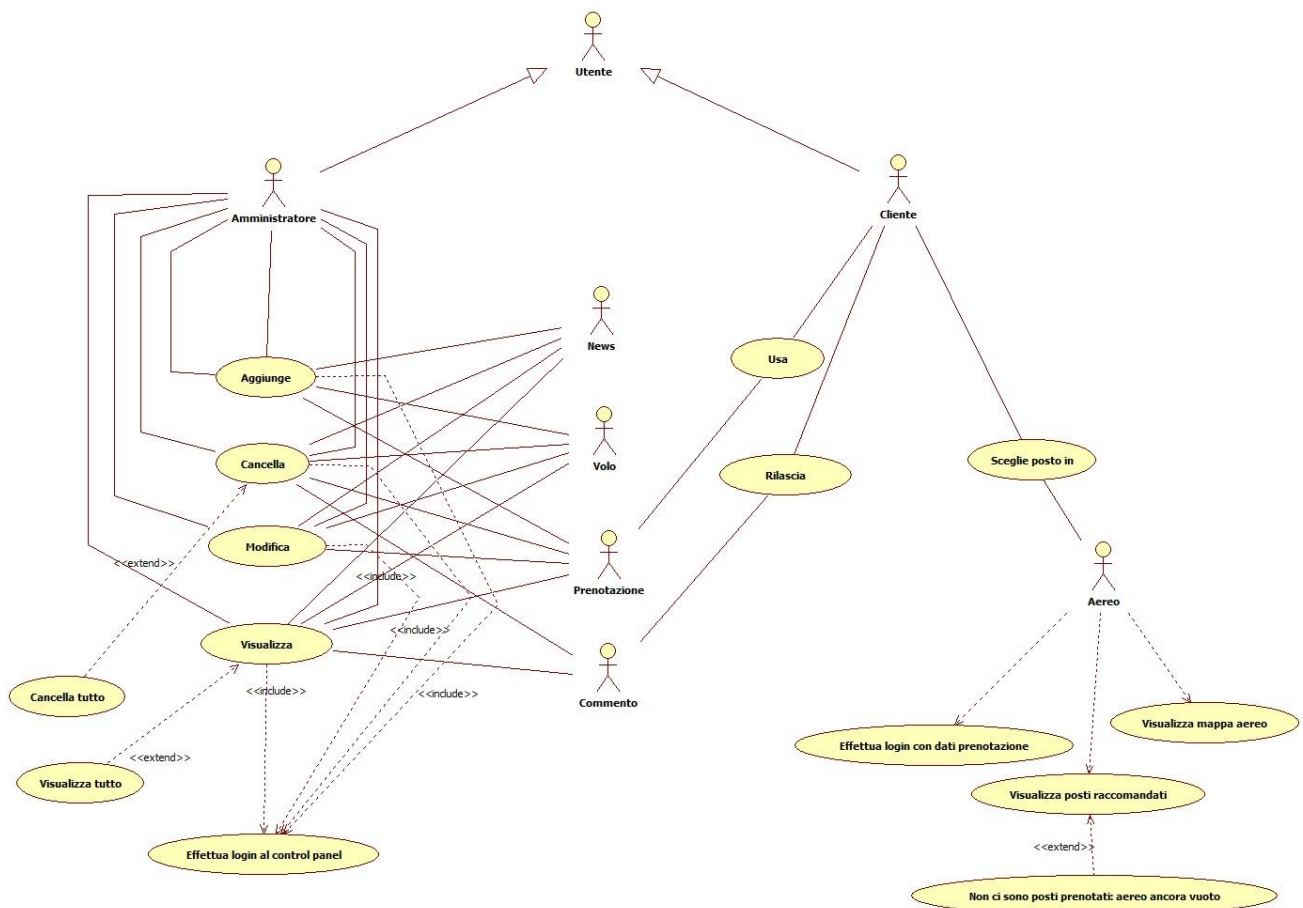 Utente
Amministratore
Cliente
News
Usa
Aggiunge
Volo
Cancella
Sceglie posto in
Rilascia
Modifica
<<extend>>
<<include>>
Prenotazione
Aereo
<<include>>
Visualizza
<<include>>
<<include>>
Cancella tutto
Commento
Visualizza mappa aereo
Effettua login con dati prenotazione
<<extend>>
Visualizza tutto
Visualizza posti raccomandati
<<extend>>
Effettua login al control panel
Non ci sono posti prenotati: aereo ancora vuoto